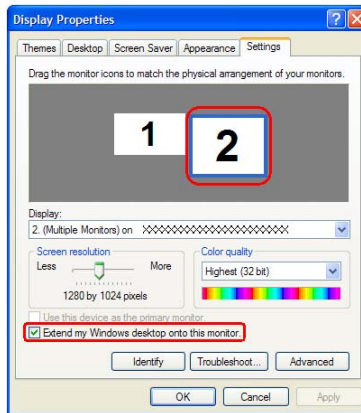 Display Properties
Themes Desktop Screen Saver Appearance Settings
Drag the monitor icons to match the physical arrangement of your monitors.
1 2
Display:
2. (Multiple Monitors) on XXXXXXXXXXXXXXXXXXXXXX
Screen resolution Color quality
Less More Highest (32 bit)
1280 by 1024 pixels
Use this device as the primary monitor.
Extend my Windows desktop onto this monitor.
Identify Troubleshoot... Advanced
OK Cancel Apply